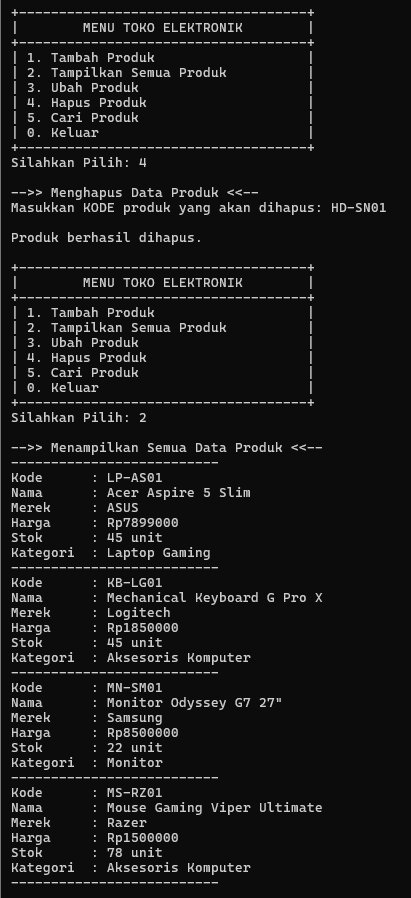 +------------------------------------+
|        MENU TOKO ELEKTRONIK        |
+------------------------------------+
| 1. Tambah Produk                   |
| 2. Tampilkan Semua Produk          |
| 3. Ubah Produk                     |
| 4. Hapus Produk                    |
| 5. Cari Produk                     |
| 0. Keluar                          |
+------------------------------------+
Silahkan Pilih: 4

-->> Menghapus Data Produk <<--
Masukkan KODE produk yang akan dihapus: HD-SN01

Produk berhasil dihapus.

+------------------------------------+
|        MENU TOKO ELEKTRONIK        |
+------------------------------------+
| 1. Tambah Produk                   |
| 2. Tampilkan Semua Produk          |
| 3. Ubah Produk                     |
| 4. Hapus Produk                    |
| 5. Cari Produk                     |
| 0. Keluar                          |
+------------------------------------+
Silahkan Pilih: 2

-->> Menampilkan Semua Data Produk <<--
--------------------------
Kode      : LP-AS01
Nama      : Acer Aspire 5 Slim
Merek     : ASUS
Harga     : Rp7899000
Stok      : 45 unit
Kategori  : Laptop Gaming
--------------------------
Kode      : KB-LG01
Nama      : Mechanical Keyboard G Pro X
Merek     : Logitech
Harga     : Rp1850000
Stok      : 45 unit
Kategori  : Aksesoris Komputer
--------------------------
Kode      : MN-SM01
Nama      : Monitor Odyssey G7 27"
Merek     : Samsung
Harga     : Rp8500000
Stok      : 22 unit
Kategori  : Monitor
--------------------------
Kode      : MS-RZ01
Nama      : Mouse Gaming Viper Ultimate
Merek     : Razer
Harga     : Rp1500000
Stok      : 78 unit
Kategori  : Aksesoris Komputer
--------------------------